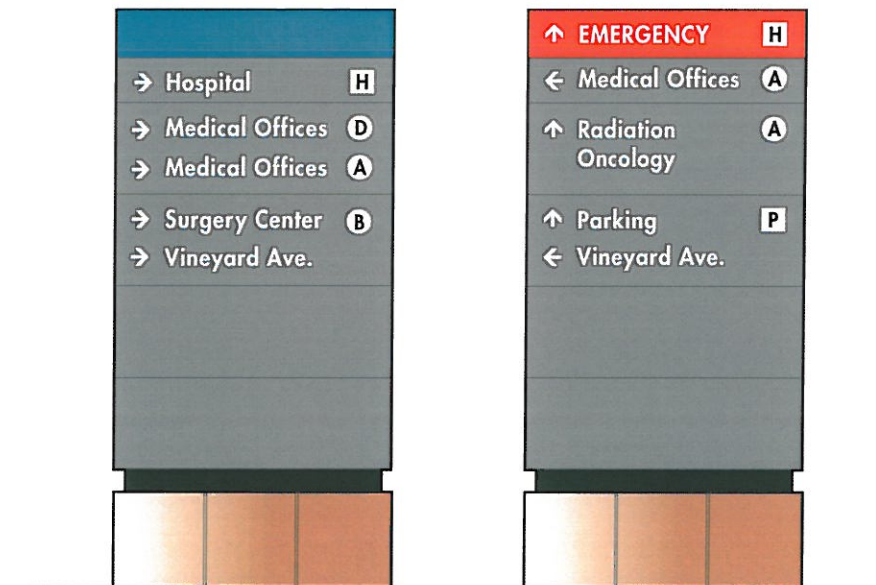 → Hospital H
→ Medical Offices D
→ Medical Offices A
→ Surgery Center B
→ Vineyard Ave.
↑ EMERGENCY H
← Medical Offices A
↑ Radiation A
Oncology
↑ Parking P
← Vineyard Ave.